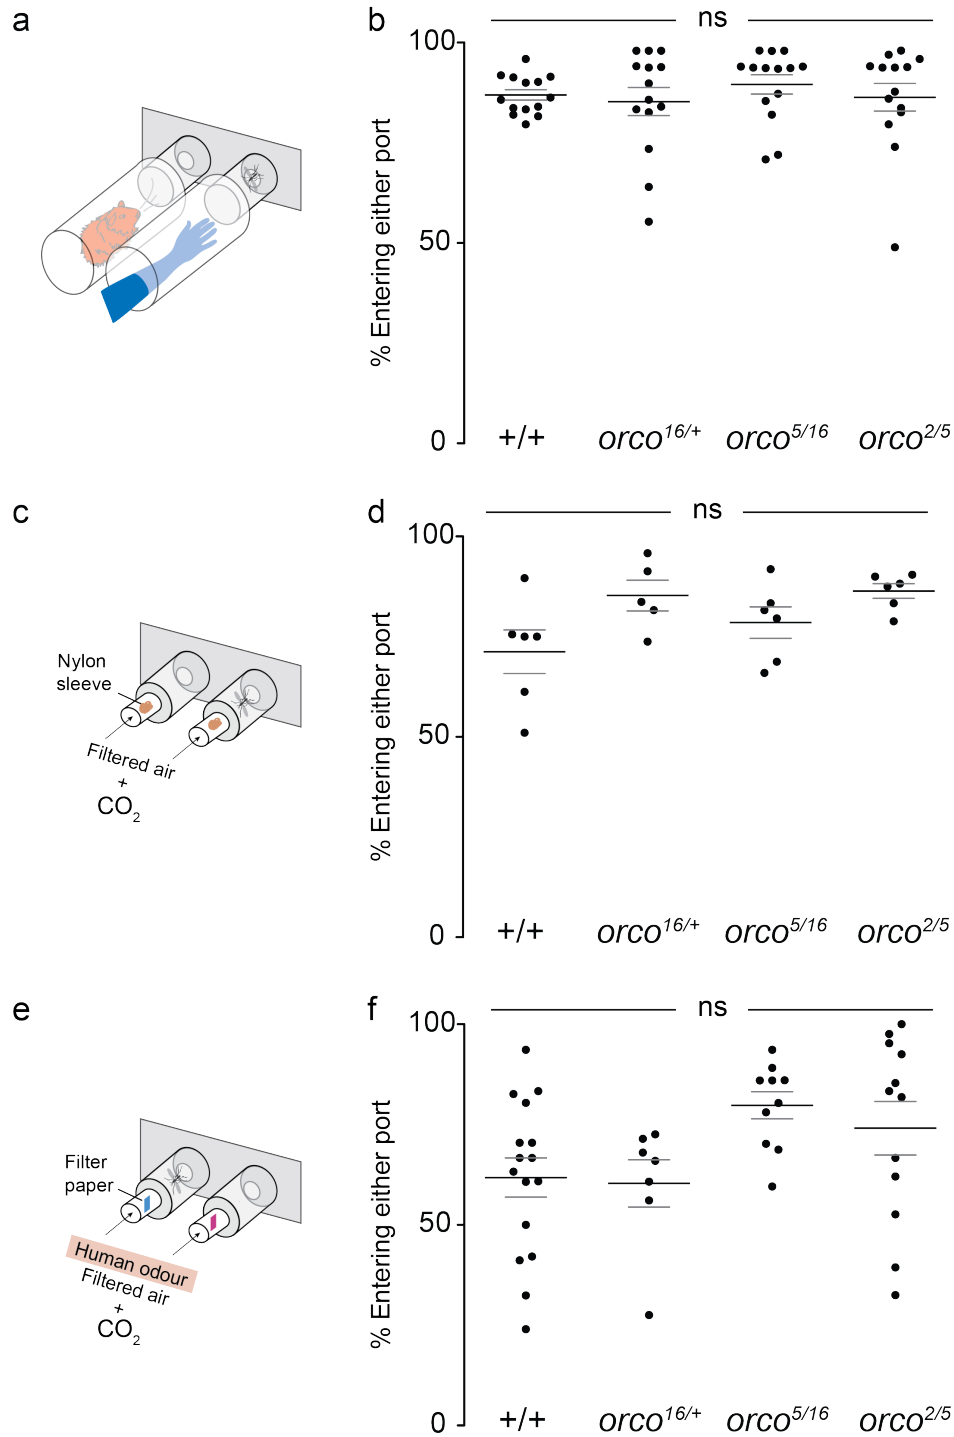 a
b
ns
100
50
0
% Entering either port
+/+
orco16/+
orco5/16
orco2/5
c
Nylon
sleeve
Filtered air
+
CO2
d
ns
100
50
0
% Entering either port
+/+
orco16/+
orco5/16
orco2/5
e
Filter
paper
Human odour
Filtered air
+
CO2
f
ns
100
50
0
% Entering either port
+/+
orco16/+
orco5/16
orco2/5